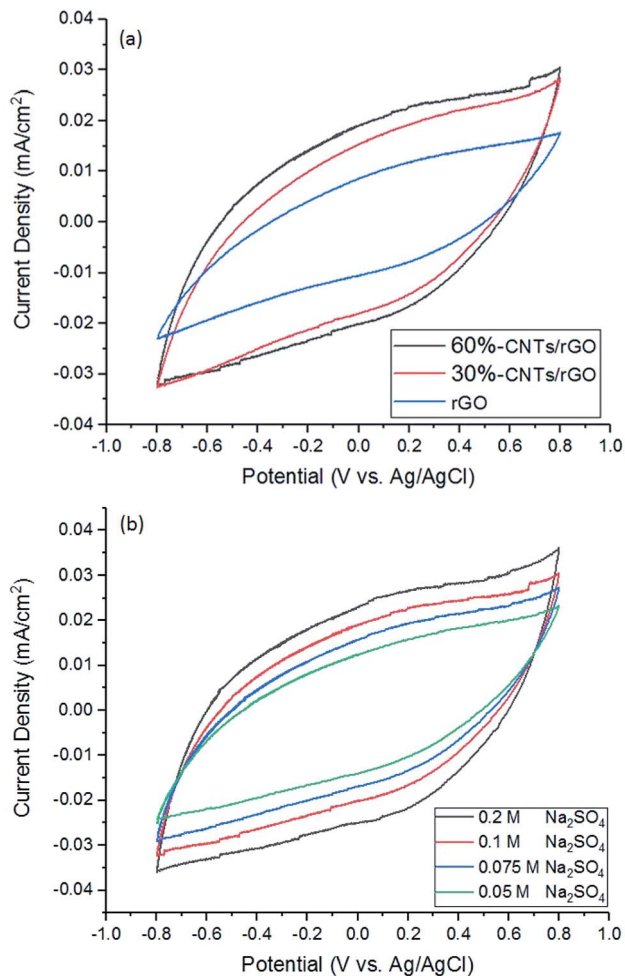 (a)
0.04
0.03
0.02
0.01
0.00
-0.01
-0.02
-0.03
-0.04
Current Density (mA/cm²)
60%-CNTs/rGO
30%-CNTs/rGO
rGO
-1.0 -0.8 -0.6 -0.4 -0.2 0.0 0.2 0.4 0.6 0.8 1.0
Potential (V vs. Ag/AgCl)
(b)
0.04
0.03
0.02
0.01
0.00
-0.01
-0.02
-0.03
-0.04
Current Density (mA/cm²)
0.2 M Na₂SO₄
0.1 M Na₂SO₄
0.075 M Na₂SO₄
0.05 M Na₂SO₄
-1.0 -0.8 -0.6 -0.4 -0.2 0.0 0.2 0.4 0.6 0.8 1.0
Potential (V vs. Ag/AgCl)